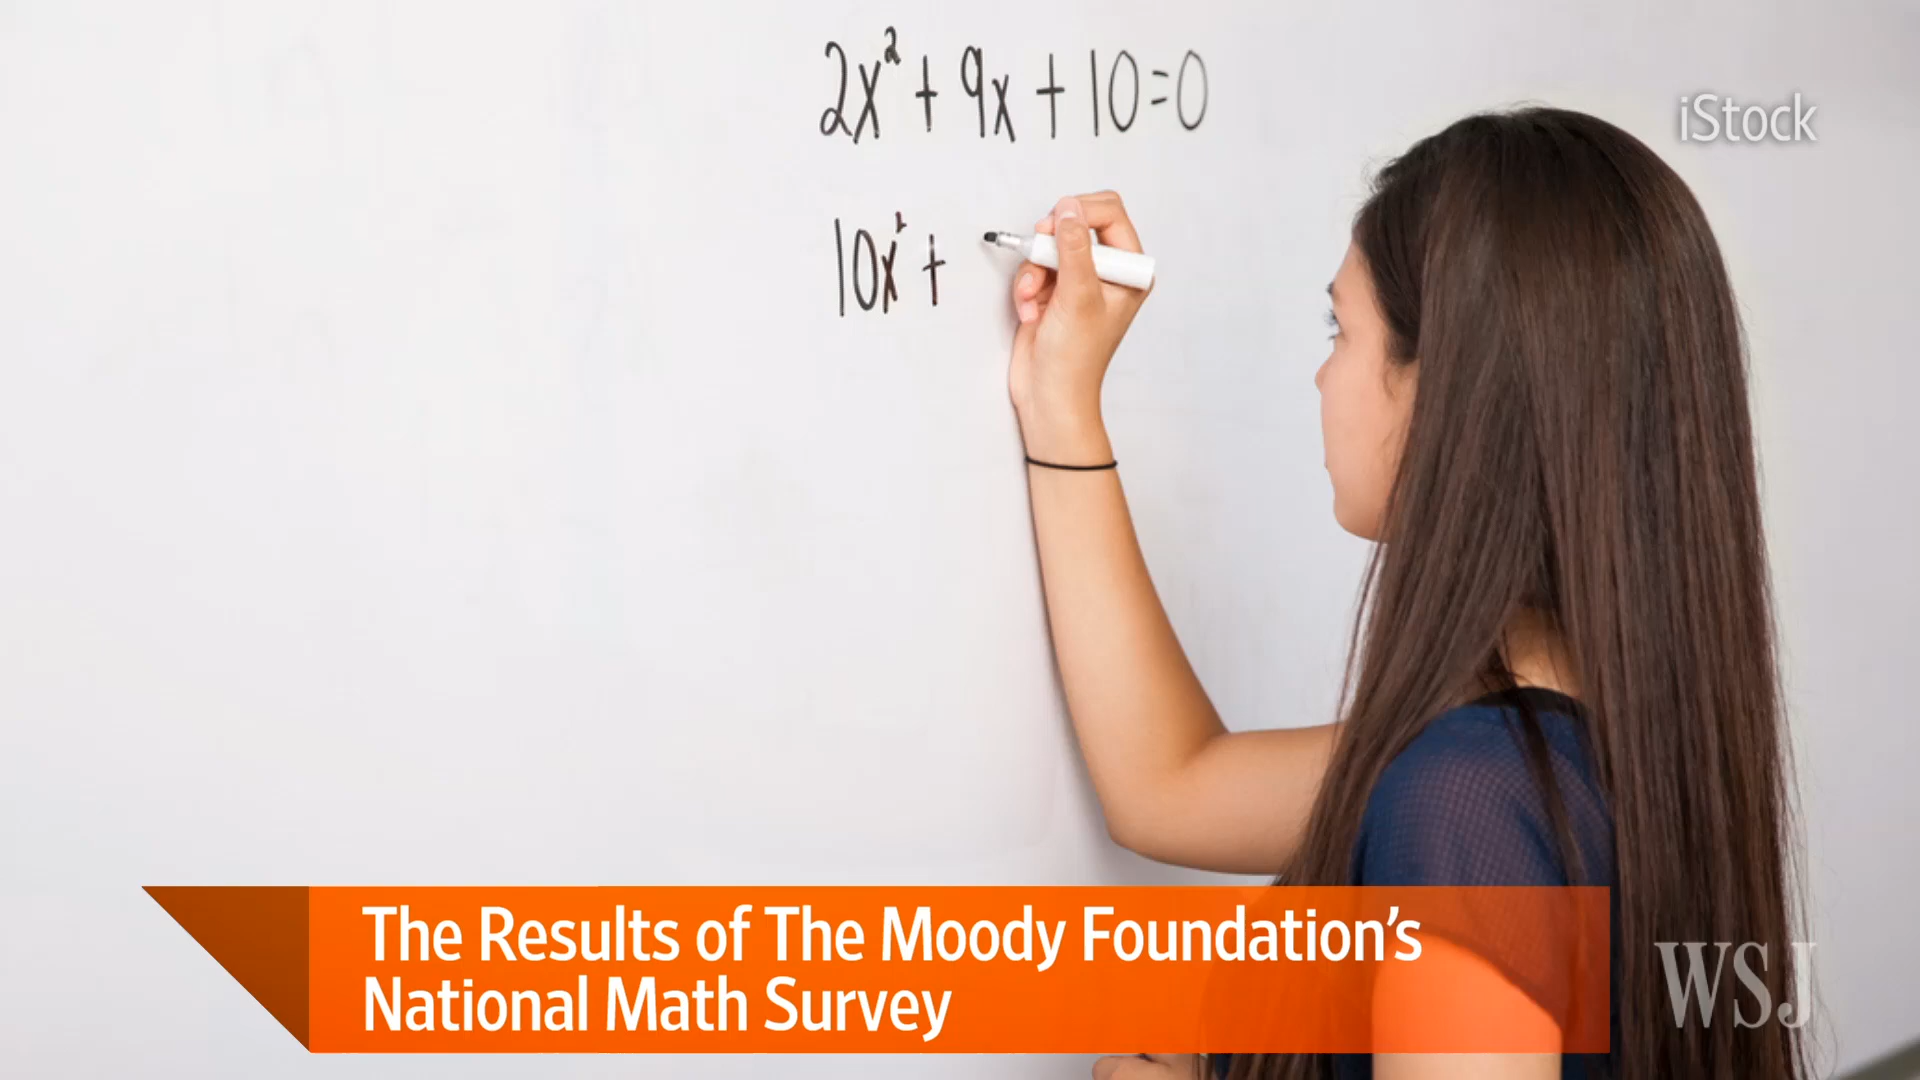 2x² + 9x + 10 = 0
iStock
10x² +
The Results of The Moody Foundation's
National Math Survey
WSJ